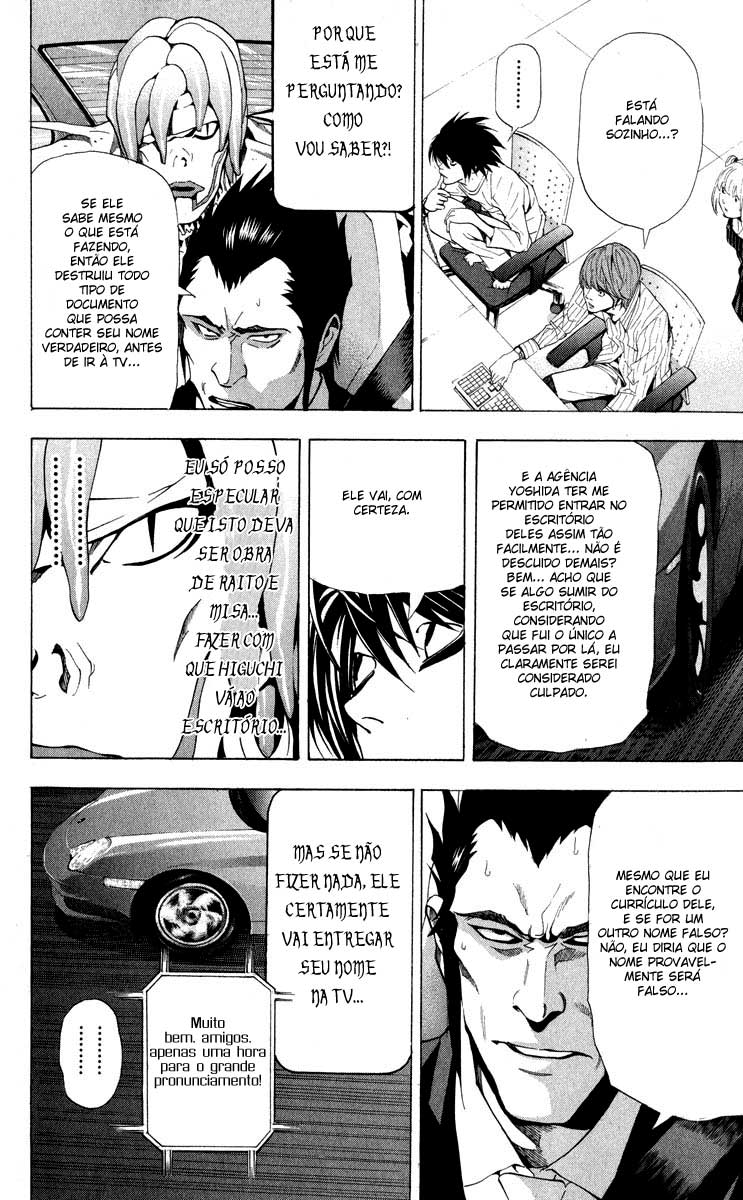 ESTÁ
FALANDO
SOZINHO...?
........
PORQUE
ESTÁ ME
PERGUNTANDO?
COMO
VOU SABER?!
SE ELE
SABE MESMO
O QUE ESTÁ
FAZENDO,
ENTÃO ELE
DESTRUIU TODO
TIPO DE
DOCUMENTO
QUE POSSA
CONTER SEU NOME
VERDADEIRO, ANTES
DE IR À TV...
E A AGÊNCIA
YOSHIDA TER ME
PERMITIDO ENTRAR NO
ESCRITÓRIO
DELES ASSIM TÃO
FACILMENTE... NÃO É
DESCUIDO DEMAIS?
BEM... ACHO QUE
SE ALGO SUMIR DO
ESCRITÓRIO,
CONSIDERANDO
QUE FUI O ÚNICO A
PASSAR POR LÁ, EU
CLARAMENTE SEREI
CONSIDERADO
CULPADO.
ELE VAI, COM
CERTEZA.
EU SÓ POSSO
ESPECULAR
QUE ISTO DEVA
SER OBRA
DE RAITO E
MISA...
FAZER COM
QUE HIGUCHI
VÁ AO
ESCRITÓRIO...
............
............
MESMO QUE EU
ENCONTRE O
CURRÍCULO DELE,
E SE FOR UM
OUTRO NOME FALSO?
NÃO, EU DIRIA QUE O
NOME PROVAVEL-
MENTE SERÁ
FALSO...
MAS SE NÃO
FIZER NADA, ELE
CERTAMENTE
VAI ENTREGAR
SEU NOME
NA TV...
Muito
bem. amigos.
apenas uma hora
para o grande
pronunciamento!
........
........